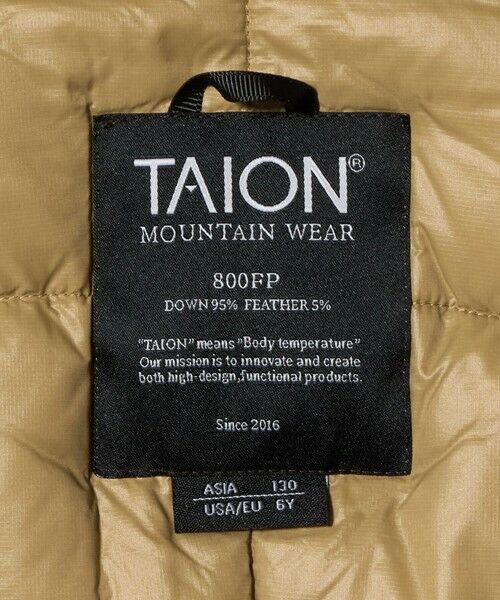 TAION®
MOUNTAIN WEAR
800FP
DOWN 95% FEATHER 5%
"TAION" means "Body temperature"
Our mission is to innovate and create
both high-design,functional products.
Since 2016
ASIA 130
USA/EU 6Y